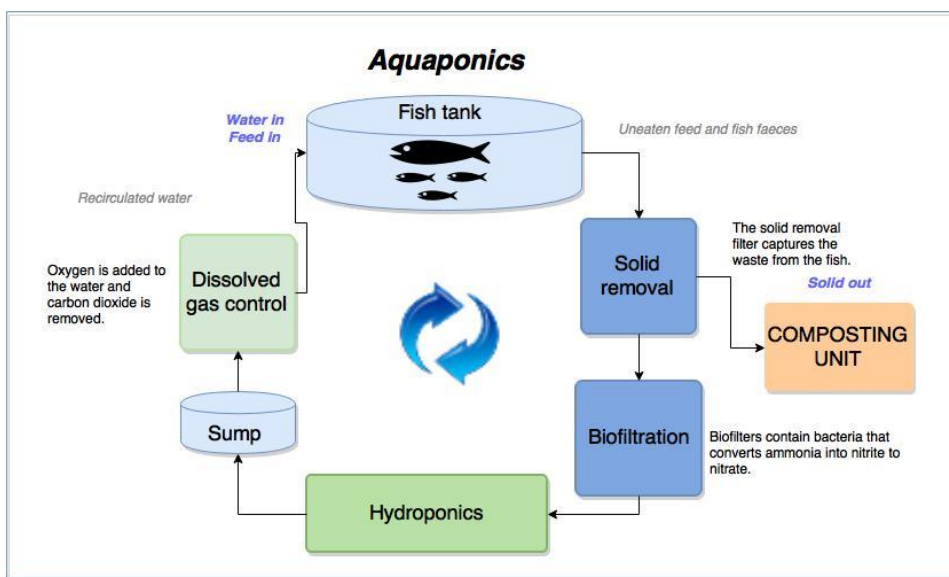 Aquaponics
Water in
Feed in
Fish tank
Uneaten feed and fish faeces
Recirculated water
Oxygen is added to
the water and
carbon dioxide is
removed.
Dissolved
gas control
Solid
removal
The solid removal
filter captures the
waste from the fish.
Solid out
COMPOSTING
UNIT
Sump
Biofiltration
Biofilters contain bacteria that
converts ammonia into nitrite to
nitrate.
Hydroponics